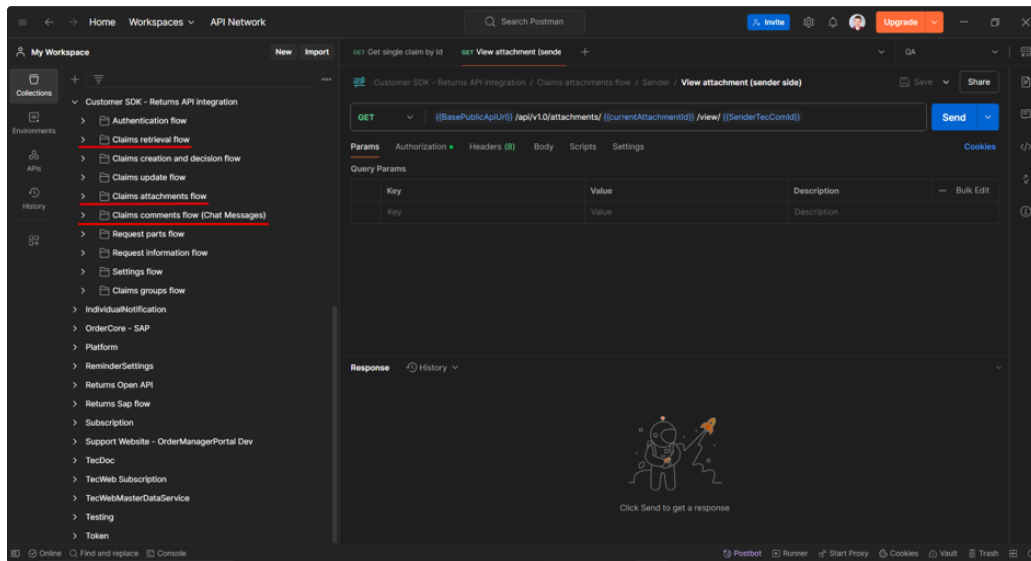 Home Workspaces API Network
Search Postman
Invite
Upgrade
My Workspace
New Import
GET Get single claim by Id
GET View attachment (sende
QA
Collections
Environments
APIs
History
Customer SDK - Returns API integration
Authentication flow
Claims retrieval flow
Claims creation and decision flow
Claims update flow
Claims attachments flow
Claims comments flow (Chat Messages)
Request parts flow
Request information flow
Settings flow
Claims groups flow
IndividualNotification
OrderCore - SAP
Platform
ReminderSettings
Returns Open API
Returns Sap flow
Subscription
Support Website - OrderManagerPortal Dev
TecDoc
TecWeb Subscription
TecWebMasterDataService
Testing
Token
Customer SDK - Returns API integration / Claims attachments flow / Sender / View attachment (sender side)
Save Share
GET {{BasePublicApiUrl}} /api/v1.0/attachments/ {{currentAttachmentId}} /view/ {{SenderTecComId}}
Send
Params Authorization Headers (8) Body Scripts Settings Cookies
Query Params
Key Value Description Bulk Edit
Key Value Description
Response History
Click Send to get a response
Online Find and replace Console
Postbot Runner Start Proxy Cookies Vault Trash